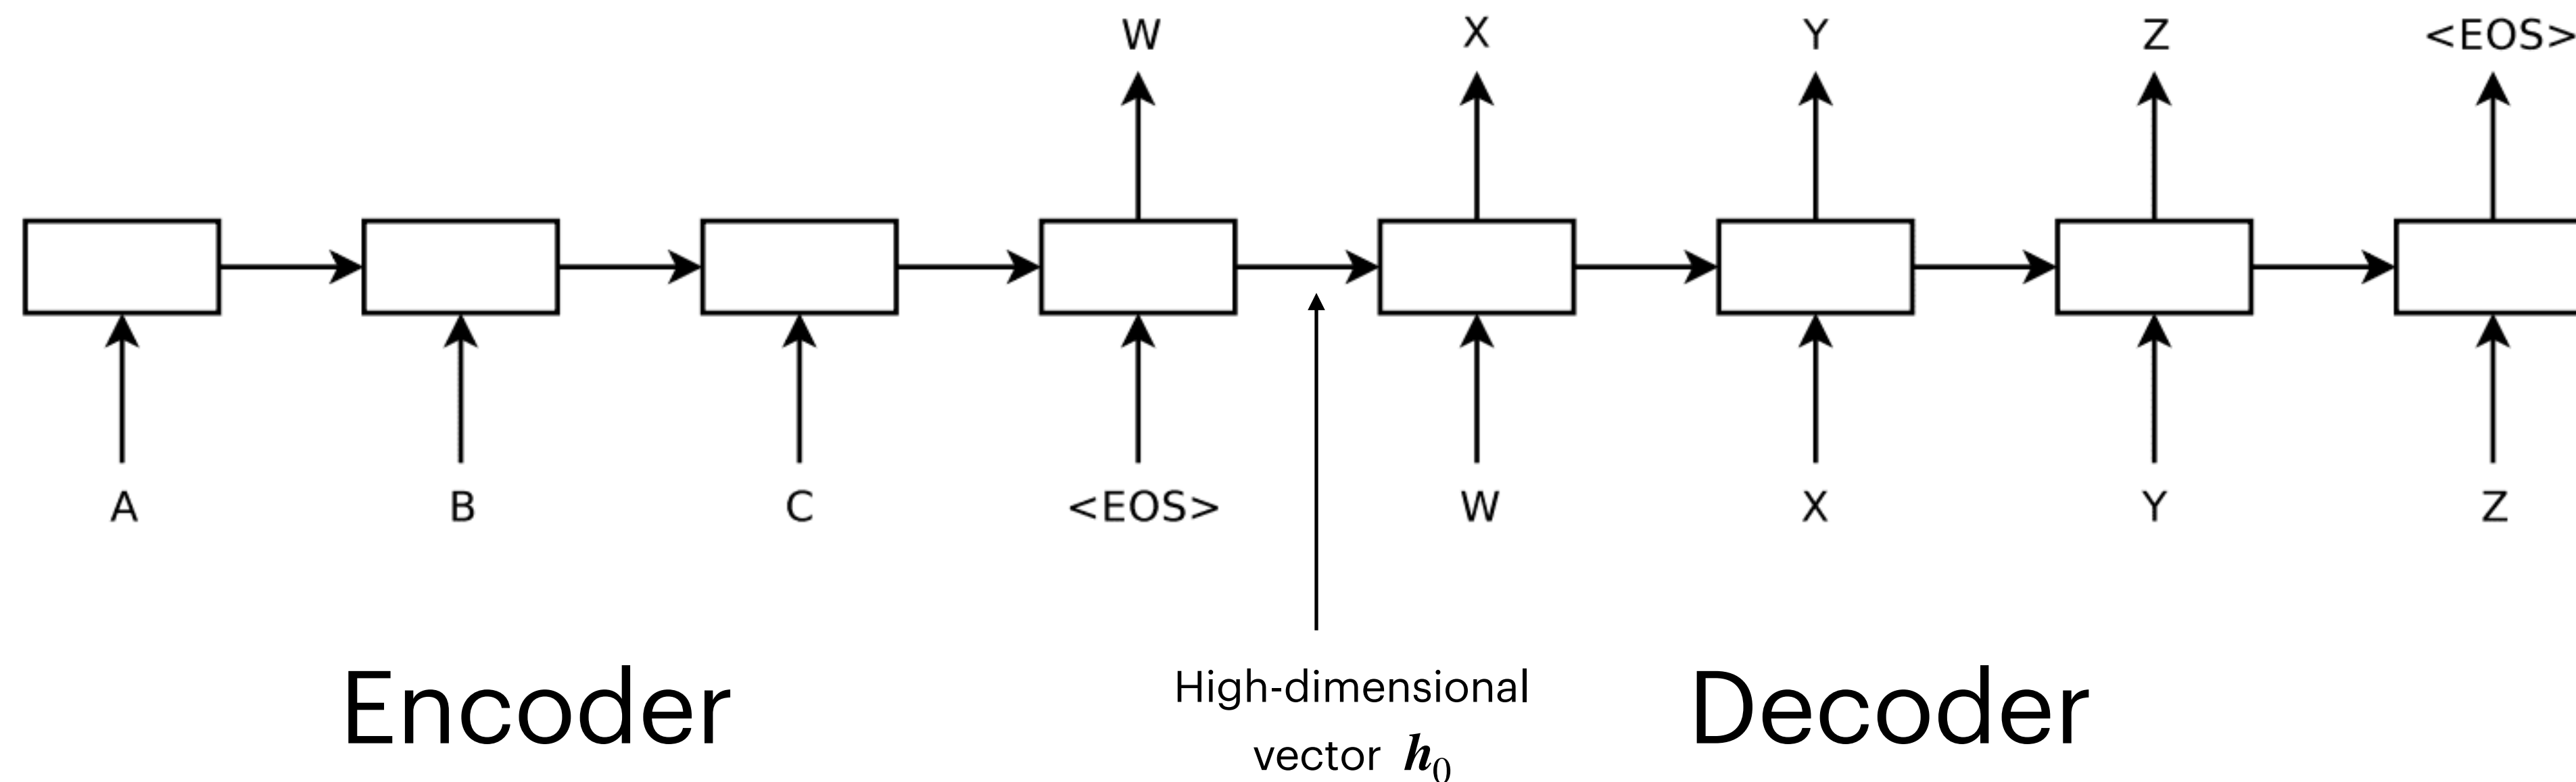 W X Y Z <EOS>
A B C <EOS> W X Y Z
Encoder
High-dimensional
vector h₀
Decoder